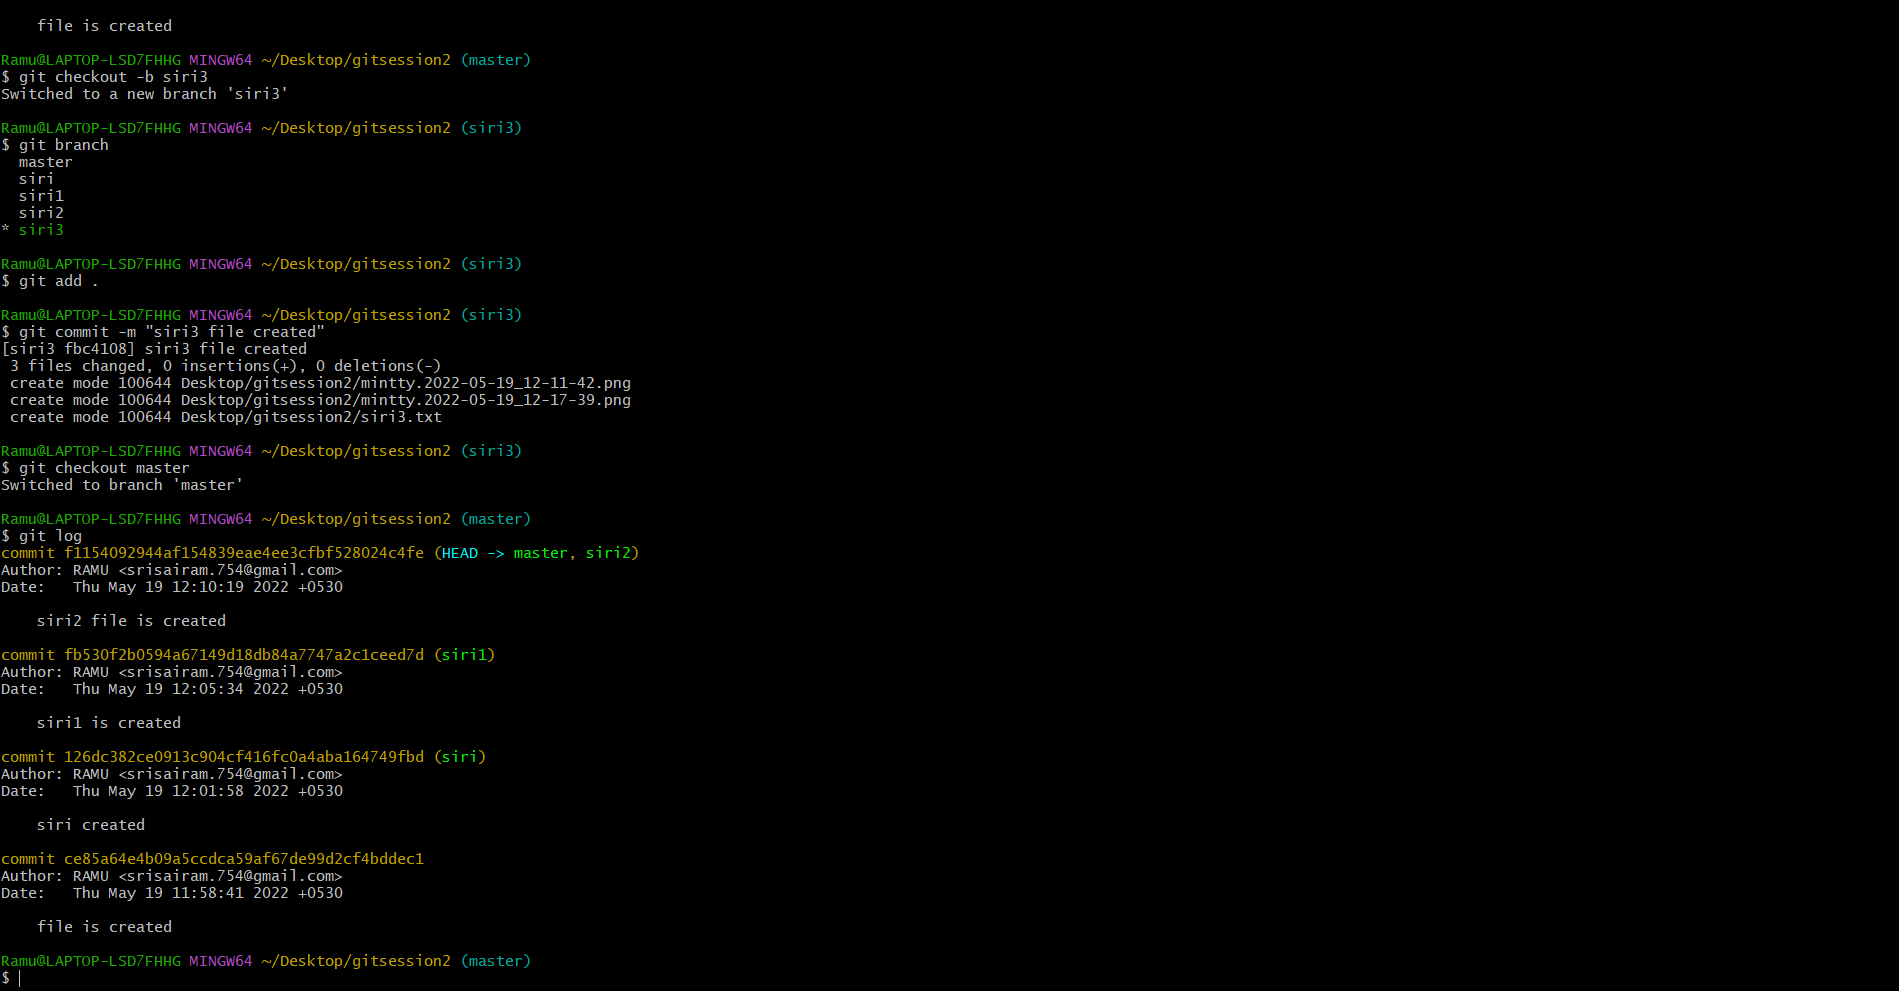 file is created
Ramu@LAPTOP-LSD7FHHG MINGW64 ~/Desktop/gitsession2 (master)
$ git checkout -b siri3
Switched to a new branch 'siri3'
Ramu@LAPTOP-LSD7FHHG MINGW64 ~/Desktop/gitsession2 (siri3)
$ git branch
  master
  siri
  siri1
  siri2
* siri3
Ramu@LAPTOP-LSD7FHHG MINGW64 ~/Desktop/gitsession2 (siri3)
$ git add .
Ramu@LAPTOP-LSD7FHHG MINGW64 ~/Desktop/gitsession2 (siri3)
$ git commit -m "siri3 file created"
[siri3 fbc4108] siri3 file created
 3 files changed, 0 insertions(+), 0 deletions(-)
 create mode 100644 Desktop/gitsession2/mintty.2022-05-19_12-11-42.png
 create mode 100644 Desktop/gitsession2/mintty.2022-05-19_12-17-39.png
 create mode 100644 Desktop/gitsession2/siri3.txt
Ramu@LAPTOP-LSD7FHHG MINGW64 ~/Desktop/gitsession2 (siri3)
$ git checkout master
Switched to branch 'master'
Ramu@LAPTOP-LSD7FHHG MINGW64 ~/Desktop/gitsession2 (master)
$ git log
commit f1154092944af154839eae4ee3cfbf528024c4fe (HEAD -> master, siri2)
Author: RAMU <srisairam.754@gmail.com>
Date:   Thu May 19 12:10:19 2022 +0530
    siri2 file is created
commit fb530f2b0594a67149d18db84a7747a2c1ceed7d (siri1)
Author: RAMU <srisairam.754@gmail.com>
Date:   Thu May 19 12:05:34 2022 +0530
    siri1 is created
commit 126dc382ce0913c904cf416fc0a4aba164749fbd (siri)
Author: RAMU <srisairam.754@gmail.com>
Date:   Thu May 19 12:01:58 2022 +0530
    siri created
commit ce85a64e4b09a5ccdca59af67de99d2cf4bddec1
Author: RAMU <srisairam.754@gmail.com>
Date:   Thu May 19 11:58:41 2022 +0530
    file is created
Ramu@LAPTOP-LSD7FHHG MINGW64 ~/Desktop/gitsession2 (master)
$